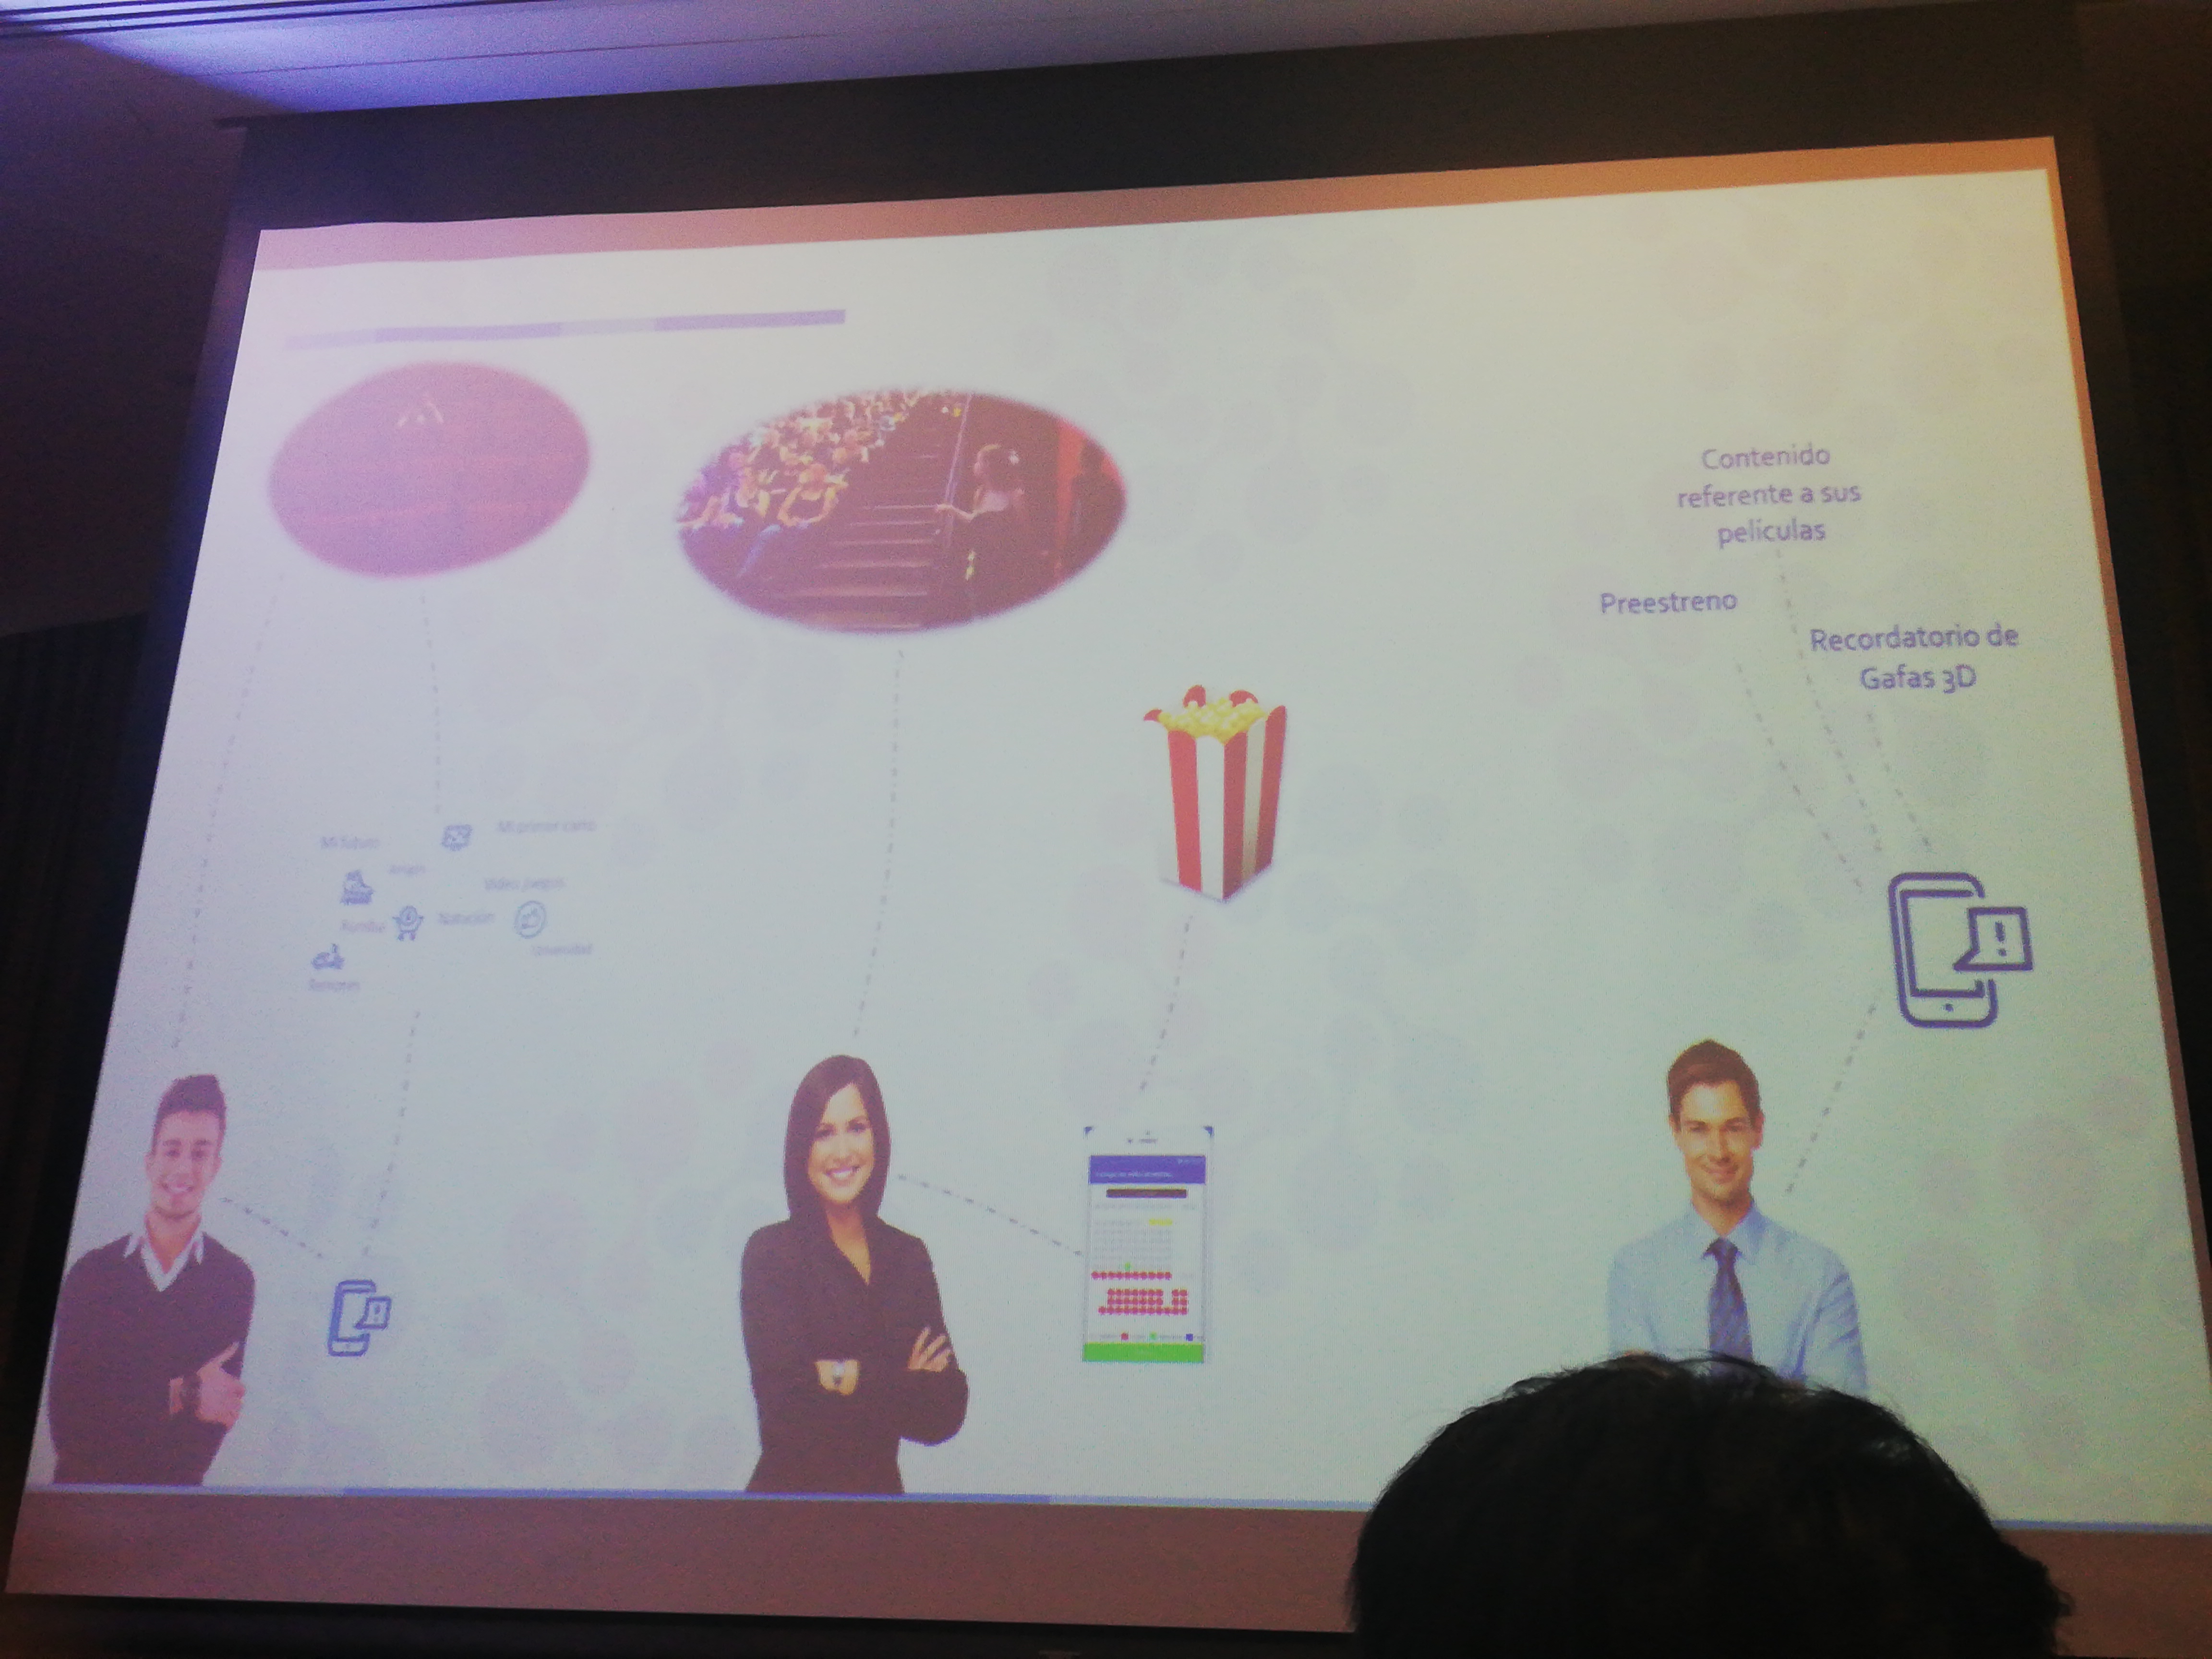 Contenido
referente a sus
películas
Preestreno
Recordatorio de
Gafas 3D
Mi primer carro
Mi futuro
Amigos
Video juegos
Rumba
Natación
Universidad